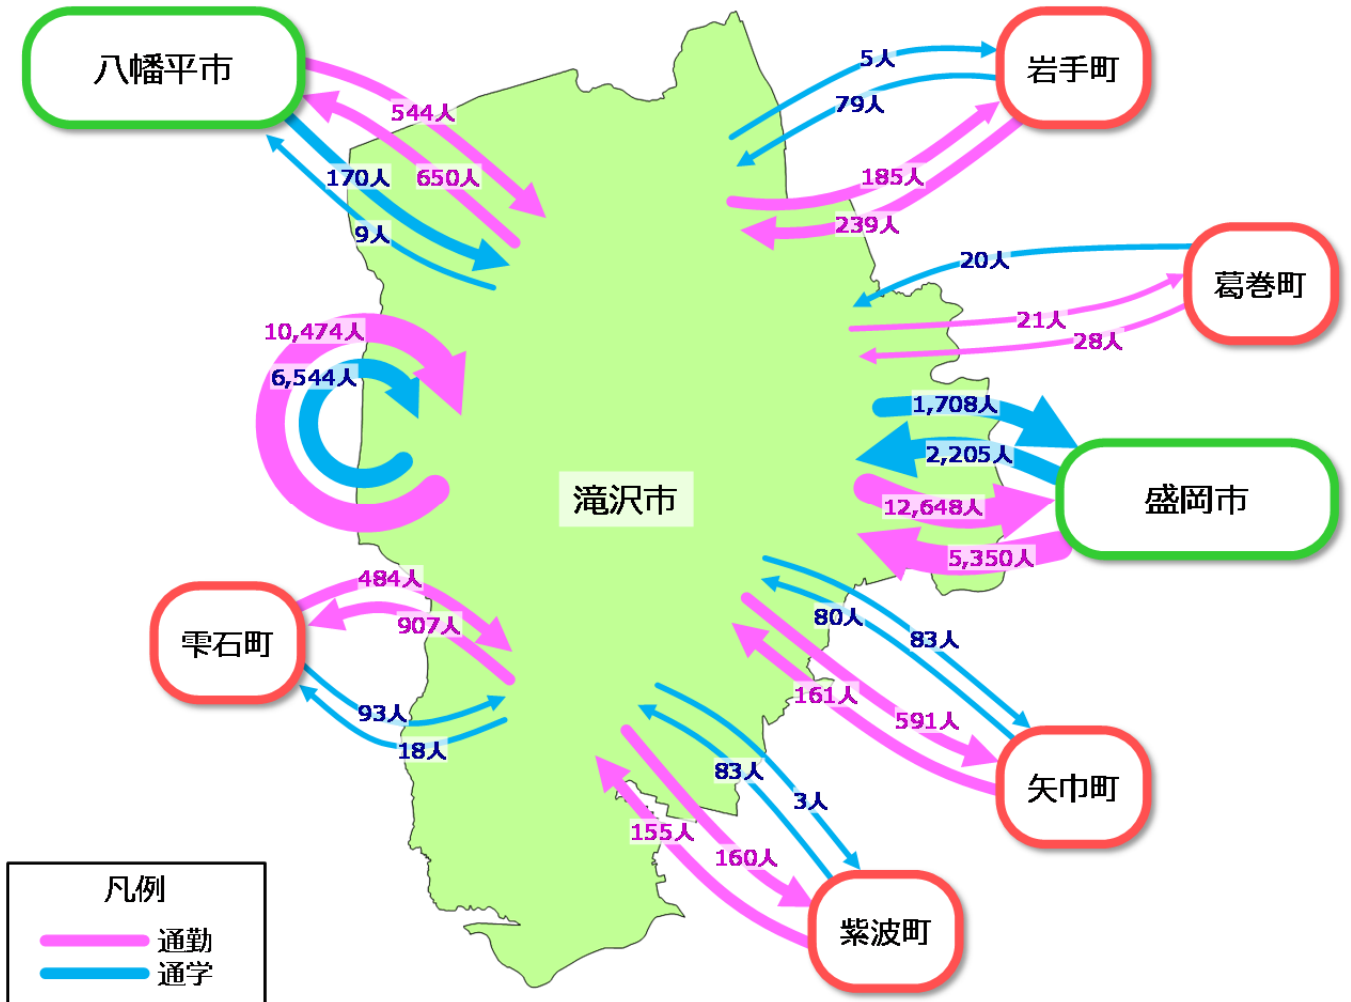 八幡平市
岩手町
5人
79人
544人
650人
170人
9人
185人
239人
20人
葛巻町
21人
28人
10,474人
6,544人
1,708人
2,205人
滝沢市
12,648人
盛岡市
5,350人
484人
907人
雫石町
93人
18人
80人
83人
161人
591人
矢巾町
83人
3人
155人
160人
紫波町
凡例
通勤
通学